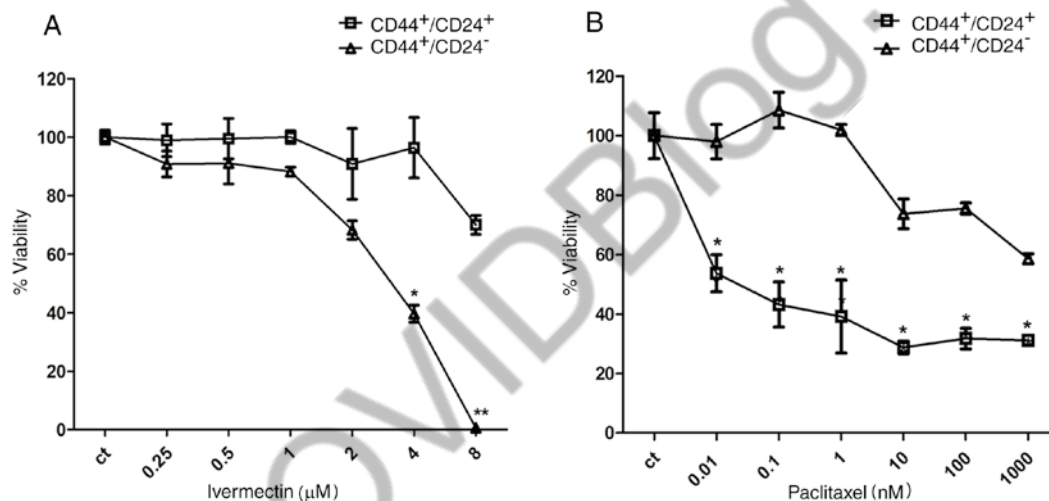 A
CD44+/CD24+
CD44+/CD24-
120
100
80
60
40
20
0
% Viability
*
**
ct
0.25
0.5
1
2
4
8
Ivermectin (μM)
B
CD44+/CD24+
CD44+/CD24-
120
100
80
60
40
20
0
% Viability
*
*
*
*
*
*
ct
0.01
0.1
1
10
100
1000
Paclitaxel (nM)
OVIDBlog.